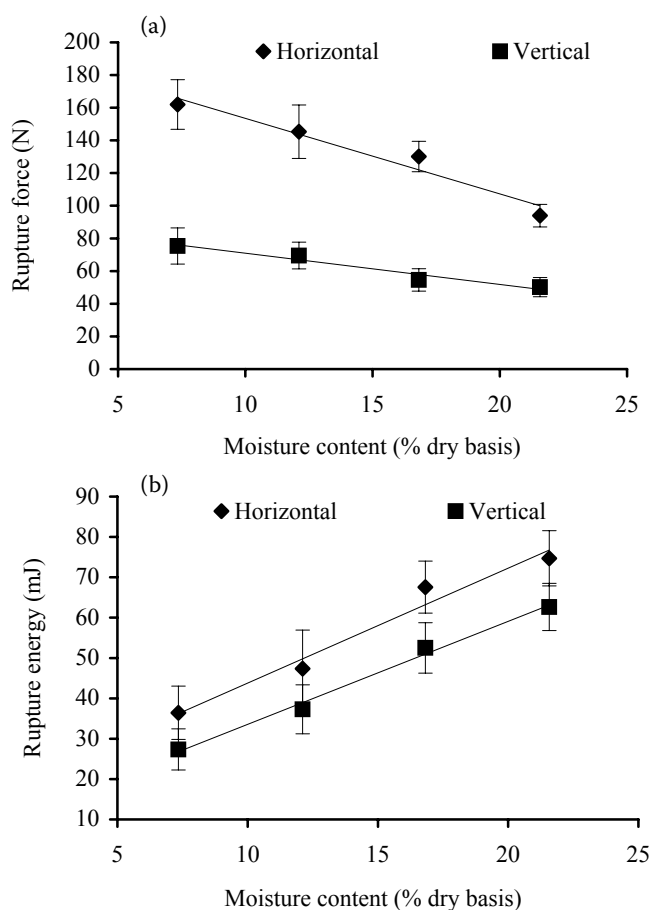 (a)
Horizontal Vertical
Rupture force (N)
200
180
160
140
120
100
80
60
40
20
0
5 10 15 20 25
Moisture content (% dry basis)
(b)
Horizontal Vertical
Rupture energy (mJ)
90
80
70
60
50
40
30
20
10
5 10 15 20 25
Moisture content (% dry basis)